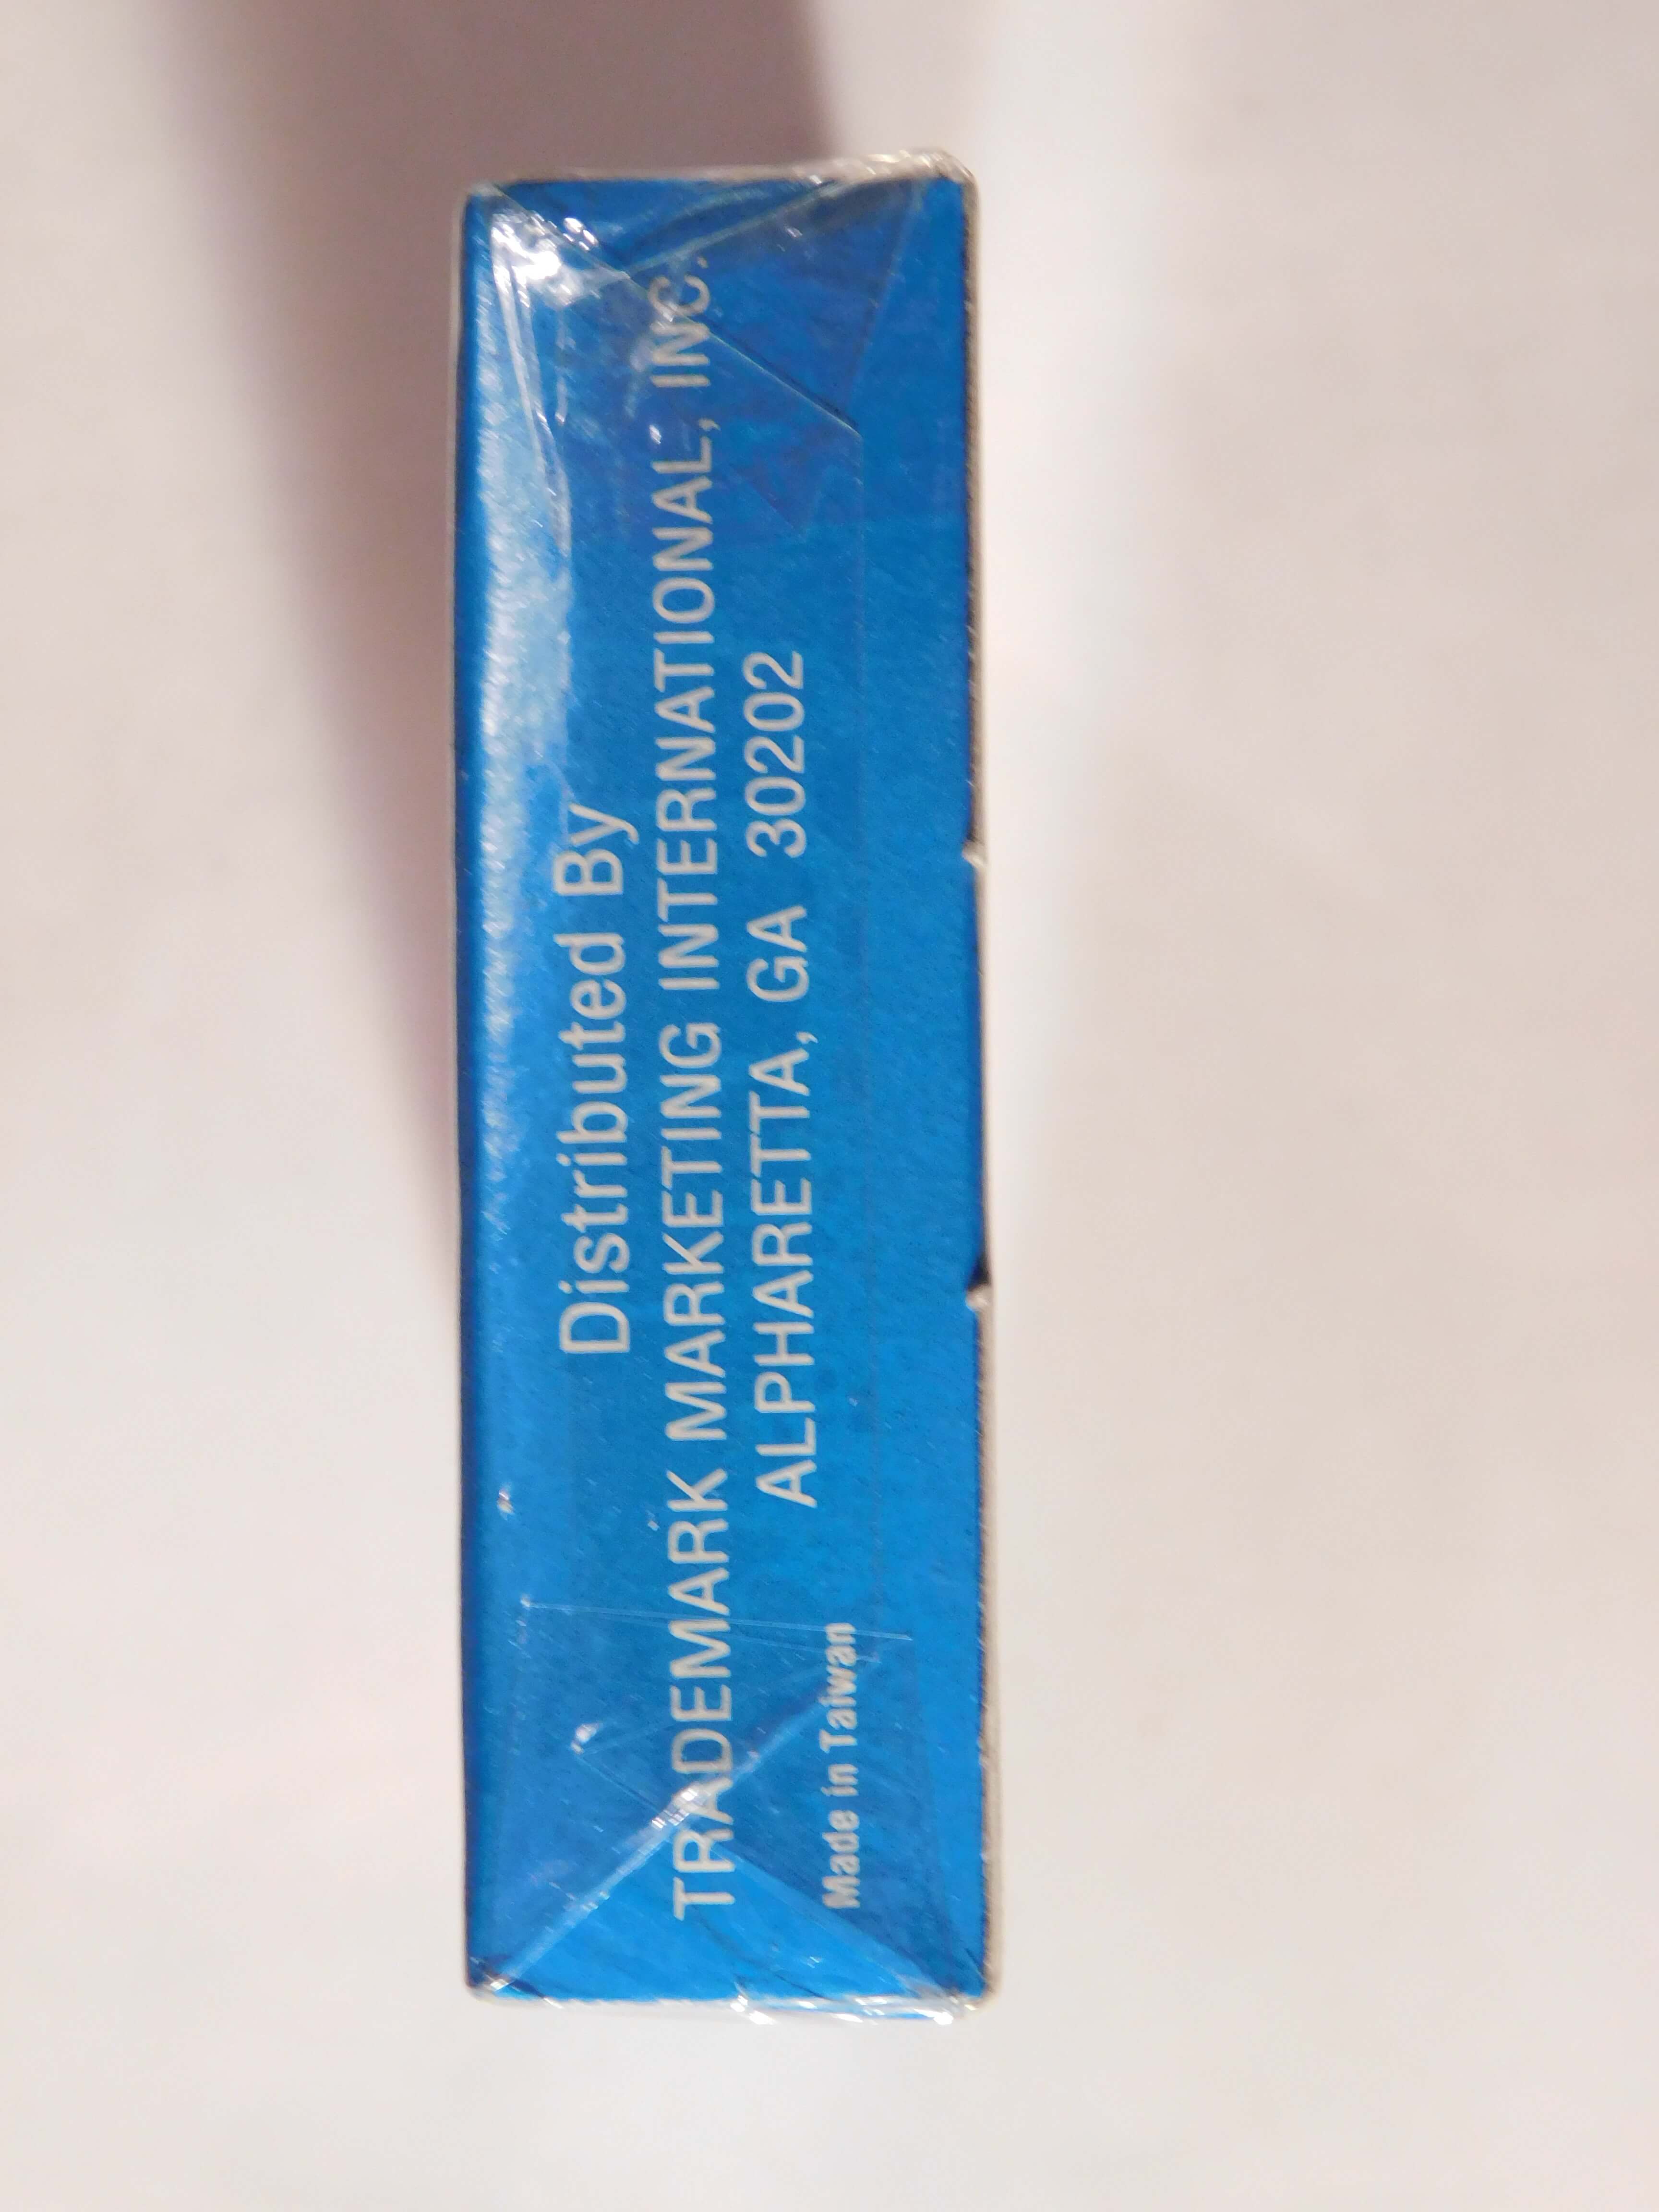 Distributed By
TRADEMARK MARKETING INTERNATIONAL, INC.
ALPHARETTA, GA 30202
Made in Taiwan